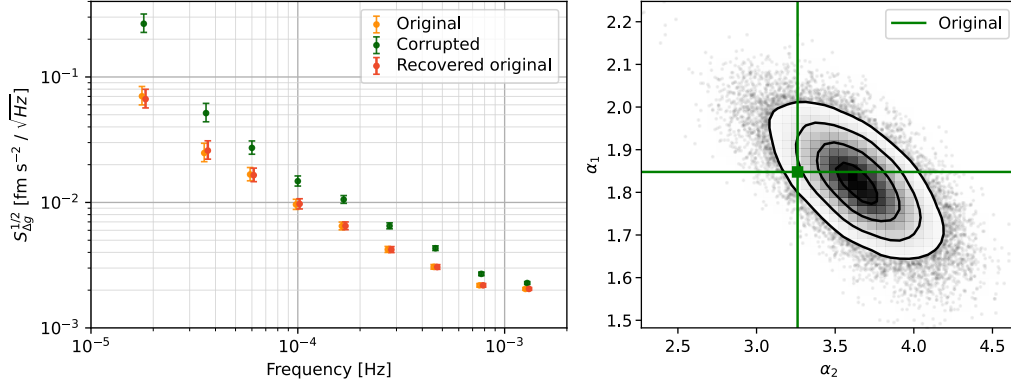 Original
Corrupted
Recovered original
10⁻¹
10⁻²
10⁻³
S^{1/2}_{Δg} [fm s⁻² / √Hz]
10⁻⁵
10⁻⁴
10⁻³
Frequency [Hz]
Original
2.2
2.1
2.0
1.9
1.8
1.7
1.6
1.5
α₁
2.5
3.0
3.5
4.0
4.5
α₂